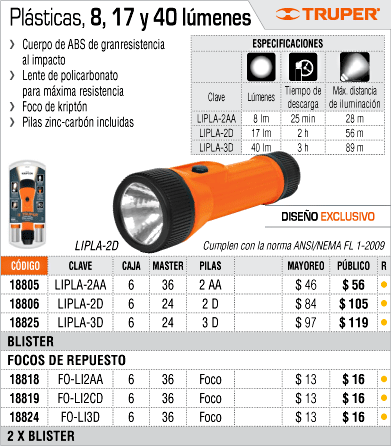 Plásticas, 8, 17 y 40 lúmenes
TRUPER
Cuerpo de ABS de gran resistencia
al impacto
Lente de policarbonato
para máxima resistencia
Foco de kriptón
Pilas zinc-carbón incluidas
ESPECIFICACIONES
Clave Lúmenes Tiempo de descarga Máx. distancia de iluminación
LIPLA-2AA 8 lm 25 min 28 m
LIPLA-2D 17 lm 2 h 56 m
LIPLA-3D 40 lm 3 h 89 m
DISEÑO EXCLUSIVO
LIPLA-2D
Cumplen con la norma ANSI/NEMA FL 1-2009
CÓDIGO CLAVE CAJA MASTER PILAS MAYOREO PÚBLICO R
18805 LIPLA-2AA 6 36 2 AA $ 46 $ 56
18806 LIPLA-2D 6 24 2 D $ 84 $ 105
18825 LIPLA-3D 6 24 3 D $ 97 $ 119
BLISTER
FOCOS DE REPUESTO
18818 FO-LI2AA 6 36 Foco $ 13 $ 16
18819 FO-LI2CD 6 36 Foco $ 13 $ 16
18824 FO-LI3D 6 36 Foco $ 13 $ 16
2 X BLISTER